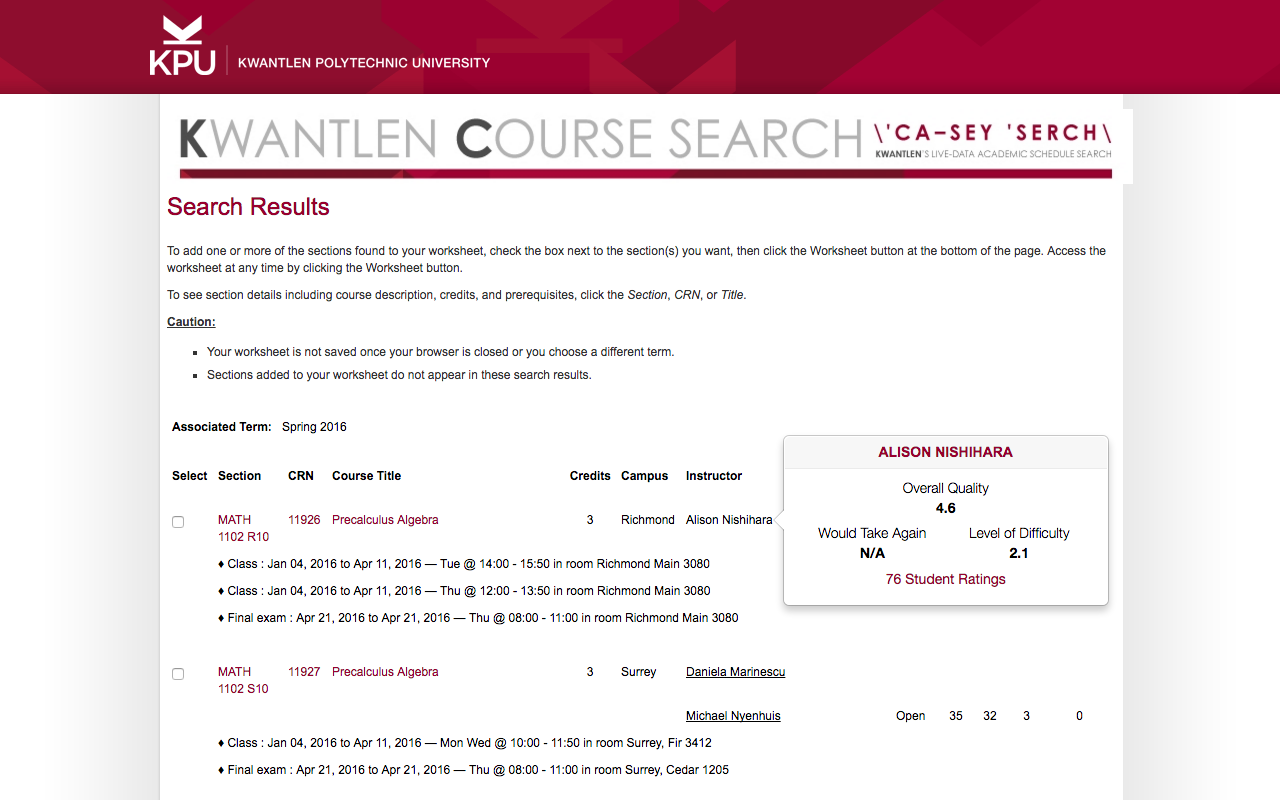 KPU
KWANTLEN POLYTECHNIC UNIVERSITY
KWANTLEN COURSE SEARCH
\'CA-SEY 'SERCH\
KWANTLEN'S LIVE-DATA ACADEMIC SCHEDULE SEARCH
Search Results
To add one or more of the sections found to your worksheet, check the box next to the section(s) you want, then click the Worksheet button at the bottom of the page. Access the
worksheet at any time by clicking the Worksheet button.
To see section details including course description, credits, and prerequisites, click the Section, CRN, or Title.
Caution:
▪ Your worksheet is not saved once your browser is closed or you choose a different term.
▪ Sections added to your worksheet do not appear in these search results.
Associated Term: Spring 2016
Select Section CRN Course Title Credits Campus Instructor
MATH 11926 Precalculus Algebra 3 Richmond Alison Nishihara
1102 R10
♦ Class : Jan 04, 2016 to Apr 11, 2016 — Tue @ 14:00 - 15:50 in room Richmond Main 3080
♦ Class : Jan 04, 2016 to Apr 11, 2016 — Thu @ 12:00 - 13:50 in room Richmond Main 3080
♦ Final exam : Apr 21, 2016 to Apr 21, 2016 — Thu @ 08:00 - 11:00 in room Richmond Main 3080
ALISON NISHIHARA
Overall Quality
4.6
Would Take Again Level of Difficulty
N/A 2.1
76 Student Ratings
MATH 11927 Precalculus Algebra 3 Surrey Daniela Marinescu
1102 S10
Michael Nyenhuis Open 35 32 3 0
♦ Class : Jan 04, 2016 to Apr 11, 2016 — Mon Wed @ 10:00 - 11:50 in room Surrey, Fir 3412
♦ Final exam : Apr 21, 2016 to Apr 21, 2016 — Thu @ 08:00 - 11:00 in room Surrey, Cedar 1205